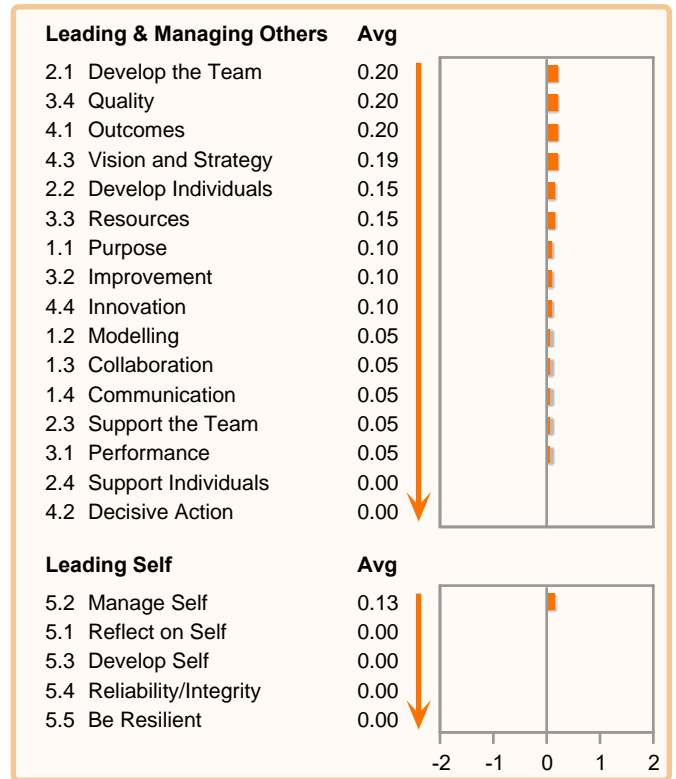 Leading & Managing Others Avg
2.1 Develop the Team 0.20
3.4 Quality 0.20
4.1 Outcomes 0.20
4.3 Vision and Strategy 0.19
2.2 Develop Individuals 0.15
3.3 Resources 0.15
1.1 Purpose 0.10
3.2 Improvement 0.10
4.4 Innovation 0.10
1.2 Modelling 0.05
1.3 Collaboration 0.05
1.4 Communication 0.05
2.3 Support the Team 0.05
3.1 Performance 0.05
2.4 Support Individuals 0.00
4.2 Decisive Action 0.00
Leading Self Avg
5.2 Manage Self 0.13
5.1 Reflect on Self 0.00
5.3 Develop Self 0.00
5.4 Reliability/Integrity 0.00
5.5 Be Resilient 0.00
-2 -1 0 1 2